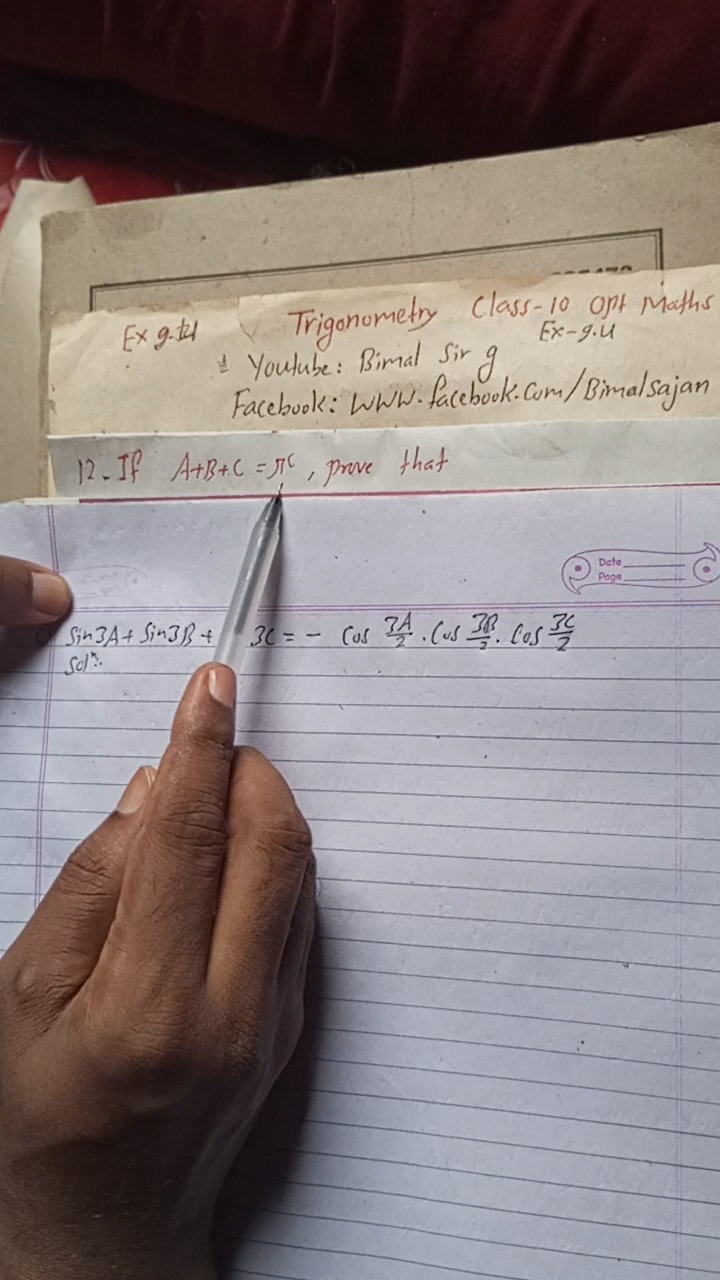 Ex 9.
Trigonometry Class-10 Opt Maths
Ex-9.4
Youtube: Bimal Sir g
Facebook: WWW.facebook.Com/Bimalsajan
12. If A+B+C = πᶜ, prove that
Date
Page
Sin3A + Sin3B + 3C = - Cos 3A/2 . Cos 3B/2 . Cos 3C/2
Solⁿ: